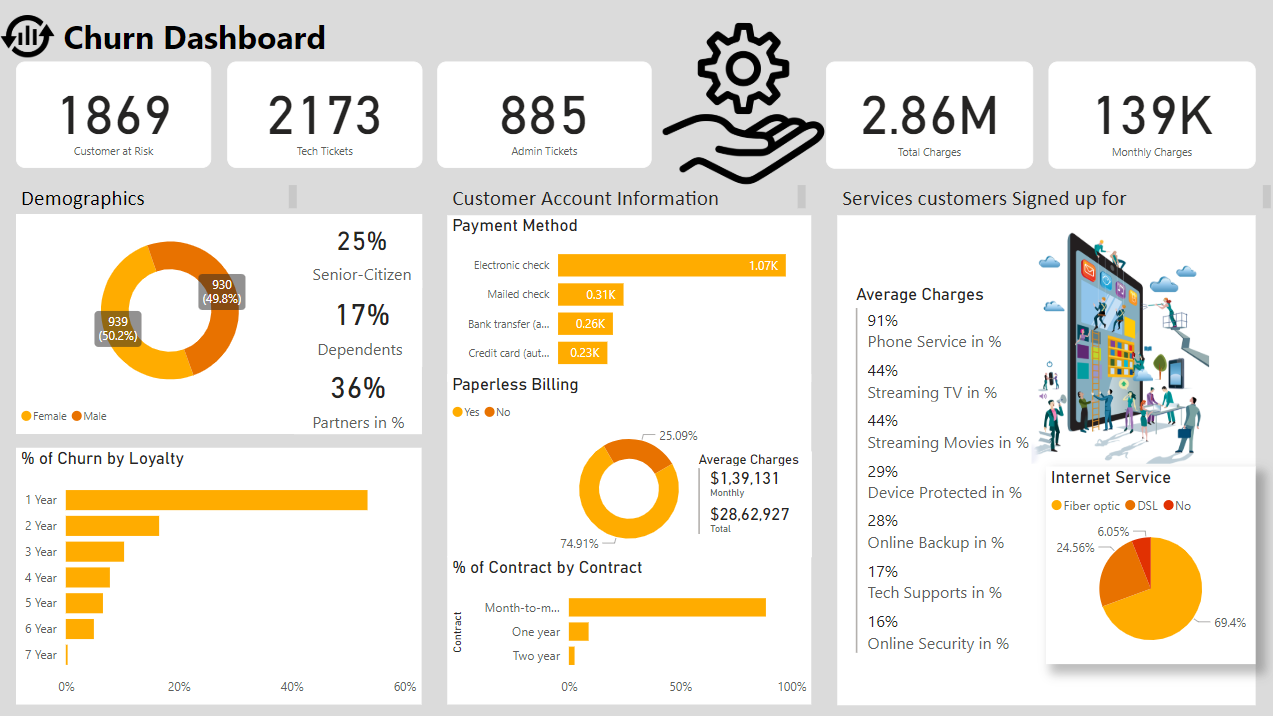 Churn Dashboard
1869
Customer at Risk
2173
Tech Tickets
885
Admin Tickets
2.86M
Total Charges
139K
Monthly Charges
Demographics
930
(49.8%)
939
(50.2%)
Female Male
25%
Senior-Citizen
17%
Dependents
36%
Partners in %
% of Churn by Loyalty
1 Year
2 Year
3 Year
4 Year
5 Year
6 Year
7 Year
0% 20% 40% 60%
Customer Account Information
Payment Method
Electronic check 1.07K
Mailed check 0.31K
Bank transfer (a... 0.26K
Credit card (aut... 0.23K
Paperless Billing
Yes No
25.09%
74.91%
Average Charges
$1,39,131
Monthly
$28,62,927
Total
% of Contract by Contract
Contract
Month-to-m...
One year
Two year
0% 50% 100%
Services customers Signed up for
Average Charges
91%
Phone Service in %
44%
Streaming TV in %
44%
Streaming Movies in %
29%
Device Protected in %
28%
Online Backup in %
17%
Tech Supports in %
16%
Online Security in %
Internet Service
Fiber optic DSL No
6.05%
24.56%
69.4%